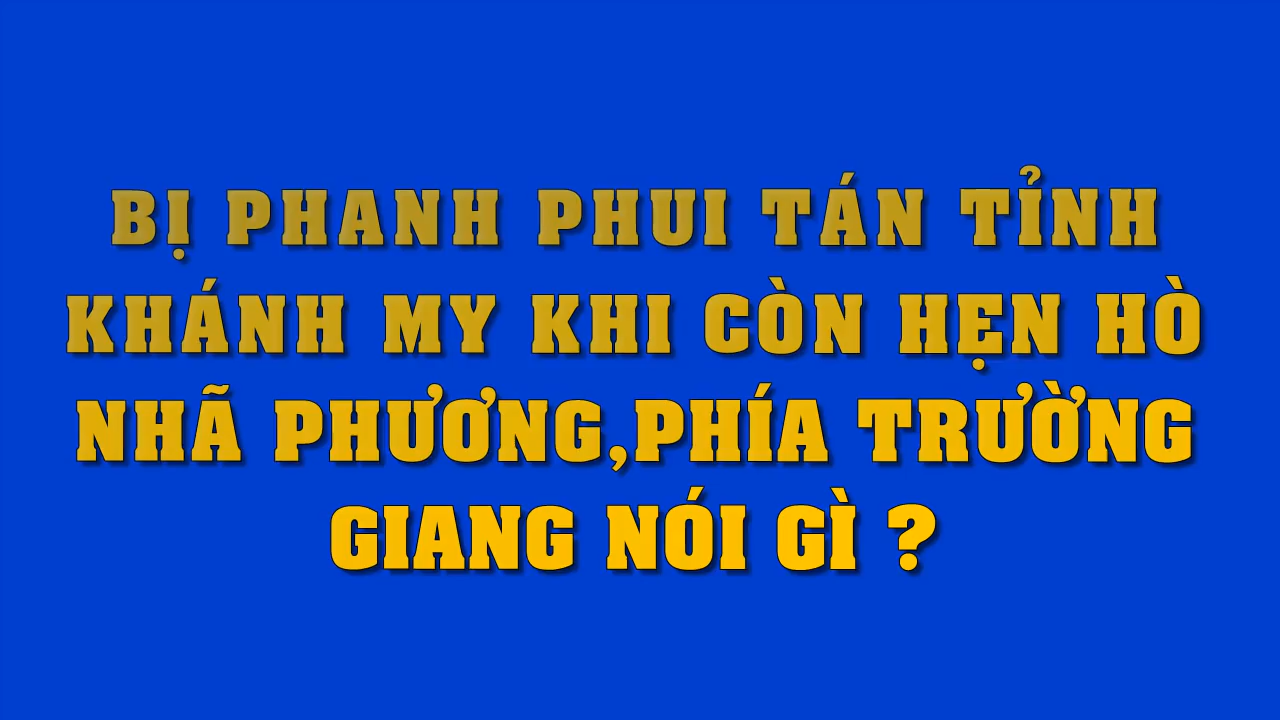 BỊ PHANH PHUI TÁN TỈNH
KHÁNH MY KHI CÒN HẸN HÒ
NHÃ PHƯƠNG,PHÍA TRƯỜNG
GIANG NÓI GÌ ?